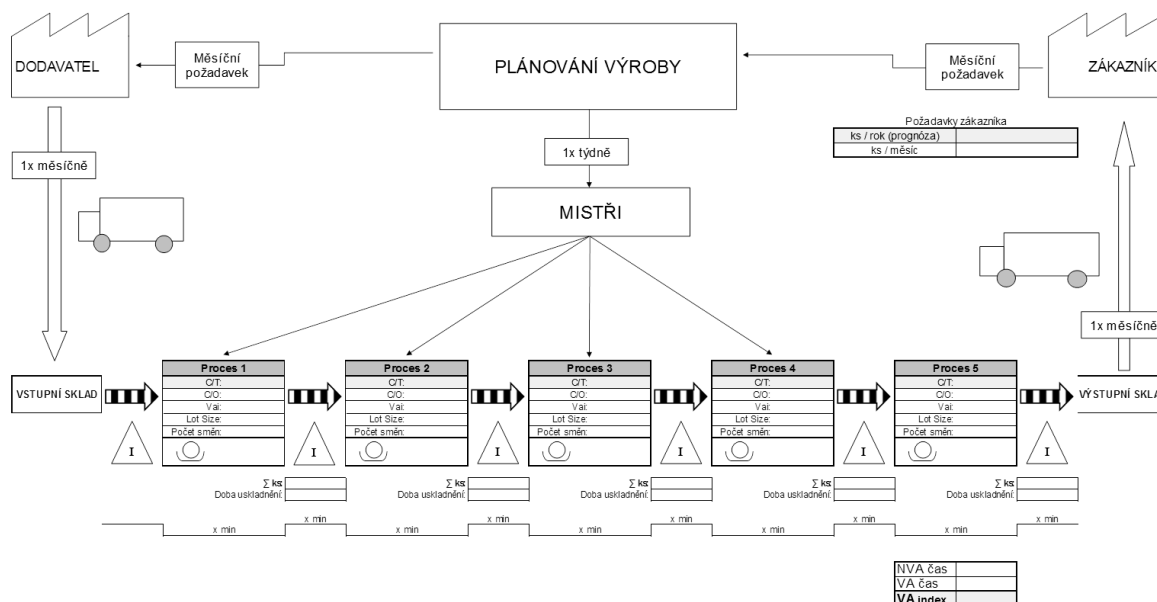 DODAVATEL
Měsíční
požadavek
PLÁNOVÁNÍ VÝROBY
Měsíční
požadavek
ZÁKAZNÍK
Požadavky zákazníka
ks / rok (prognóza)
ks / měsíc
1x měsíčně
1x týdně
MISTŘI
1x měsíčně
VSTUPNÍ SKLAD
Proces 1
C/T:
C/O:
Vai:
Lot Size:
Počet směn:
Proces 2
C/T:
C/O:
Vai:
Lot Size:
Počet směn:
Proces 3
C/T:
C/O:
Vai:
Lot Size:
Počet směn:
Proces 4
C/T:
C/O:
Vai:
Lot Size:
Počet směn:
Proces 5
C/T:
C/O:
Vai:
Lot Size:
Počet směn:
VÝSTUPNÍ SKLA
I
I
I
I
I
I
Σ ks:
Doba uskladnění:
Σ ks:
Doba uskladnění:
Σ ks:
Doba uskladnění:
Σ ks:
Doba uskladnění:
Σ ks:
Doba uskladnění:
x min
x min
x min
x min
x min
x min
x min
x min
x min
x min
NVA čas
VA čas
VA index